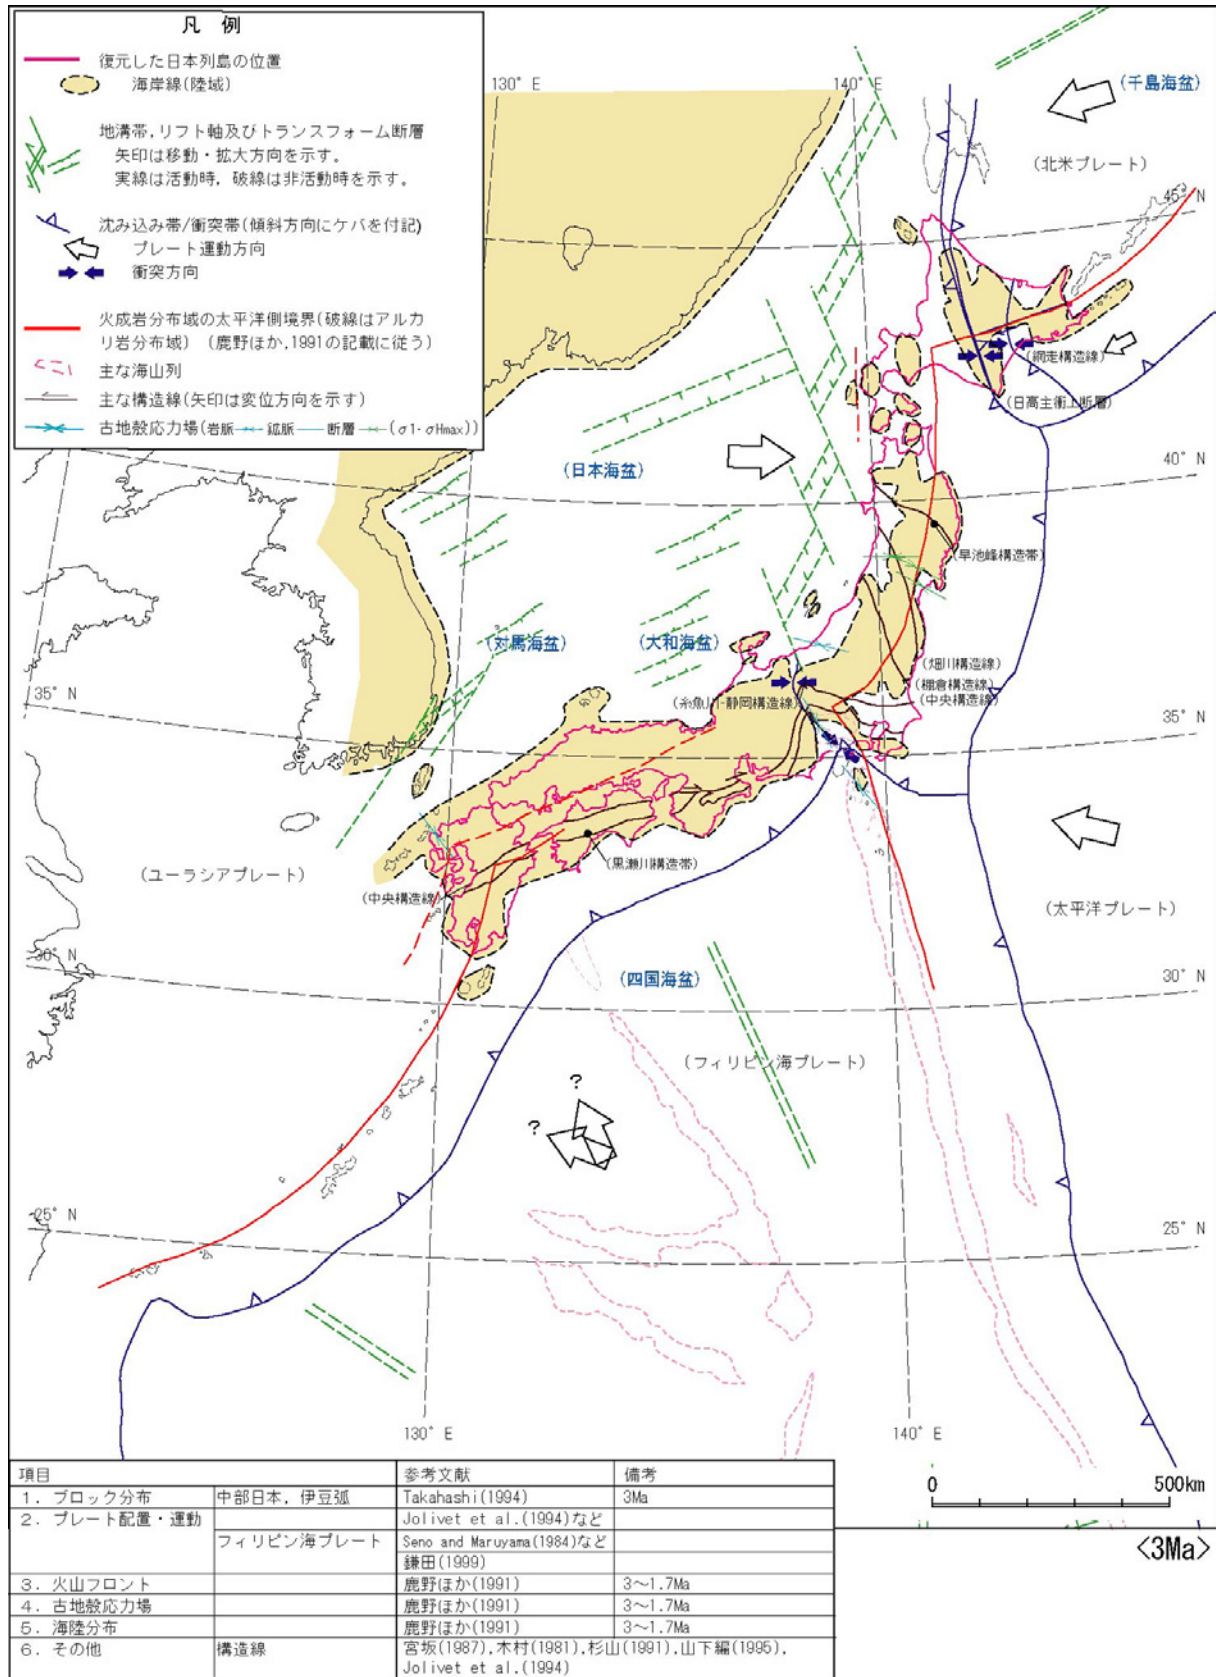 凡 例
復元した日本列島の位置
海岸線(陸域)
地溝帯，リフト軸及びトランスフォーム断層
矢印は移動・拡大方向を示す。
実線は活動時，破線は非活動時を示す。
沈み込み帯/衝突帯(傾斜方向にケバを付記)
プレート運動方向
衝突方向
火成岩分布域の太平洋側境界(破線はアルカ
リ岩分布域) (鹿野ほか,1991の記載に従う)
主な海山列
主な構造線(矢印は変位方向を示す)
古地殻応力場(岩脈 鉱脈 断層 (σ1- σHmax))
130° E
140° E
(千島海盆)
(北米プレート)
45° N
(網走構造線)
(日高主衝上断層)
40° N
(日本海盆)
(早池峰構造帯)
(対馬海盆)
(大和海盆)
(畑川構造線)
(棚倉構造線)
(糸魚川-静岡構造線)
(中央構造線)
35° N
35° N
(ユーラシアプレート)
(黒瀬川構造帯)
(中央構造線)
(太平洋プレート)
30° N
(四国海盆)
30° N
(フィリピン海プレート)
?
?
25° N
25° N
130° E
140° E
0 500km
<3Ma>
項目 参考文献 備考
1. ブロック分布 中部日本，伊豆弧 Takahashi(1994) 3Ma
2. プレート配置・運動 Jolivet et al.(1994)など
フィリピン海プレート Seno and Maruyama(1984)など
鎌田(1999)
3. 火山フロント 鹿野ほか(1991) 3～1.7Ma
4. 古地殻応力場 鹿野ほか(1991) 3～1.7Ma
5. 海陸分布 鹿野ほか(1991) 3～1.7Ma
6. その他 構造線 宮坂(1987),木村(1981),杉山(1991),山下編(1995),
Jolivet et al.(1994)